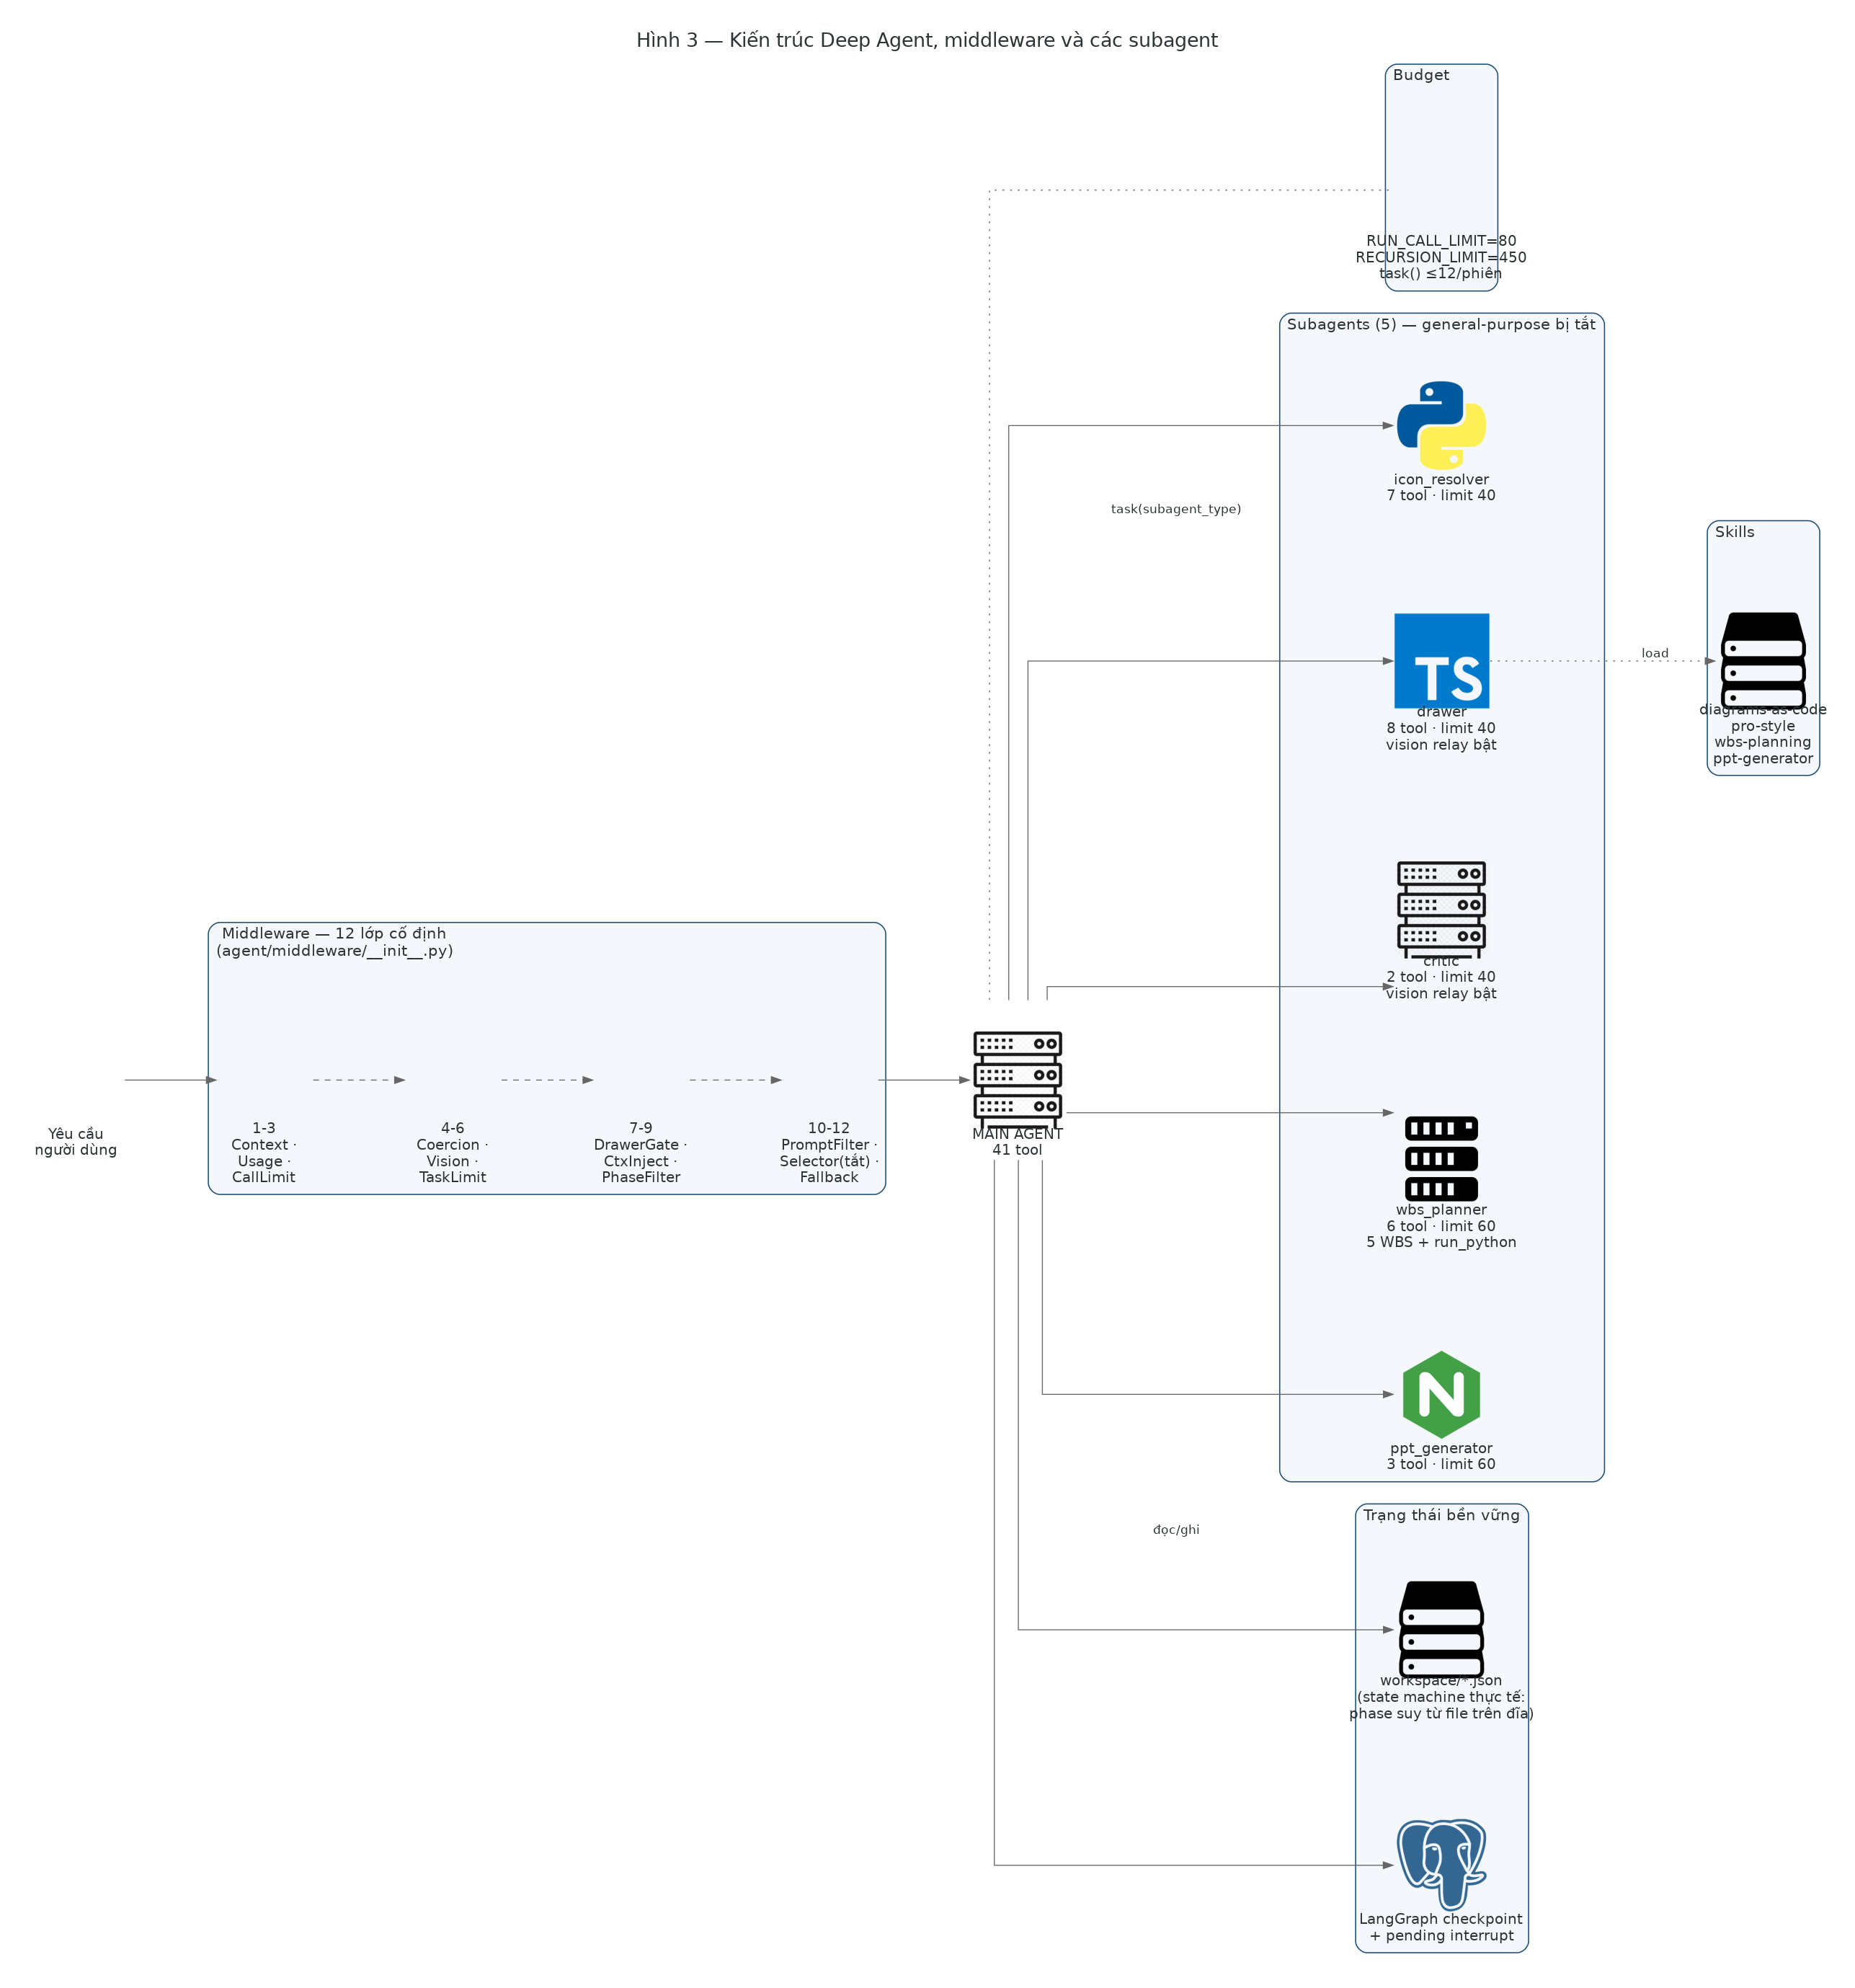 Hình 3 — Kiến trúc Deep Agent, middleware và các subagent
Budget
RUN_CALL_LIMIT=80
RECURSION_LIMIT=450
task() ≤12/phiên
Subagents (5) — general-purpose bị tắt
icon_resolver
7 tool · limit 40
task(subagent_type)
Skills
TS
load
drawer
8 tool · limit 40
vision relay bật
diagrams-as-code
pro-style
wbs-planning
ppt-generator
Middleware — 12 lớp cố định
(agent/middleware/__init__.py)
critic
2 tool · limit 40
vision relay bật
Yêu cầu
người dùng
1-3
Context ·
Usage ·
CallLimit
4-6
Coercion ·
Vision ·
TaskLimit
7-9
DrawerGate ·
CtxInject ·
PhaseFilter
10-12
PromptFilter ·
Selector(tắt) ·
Fallback
MAIN AGENT
41 tool
wbs_planner
6 tool · limit 60
5 WBS + run_python
N
ppt_generator
3 tool · limit 60
Trạng thái bền vững
đọc/ghi
workspace/*.json
(state machine thực tế:
phase suy từ file trên đĩa)
LangGraph checkpoint
+ pending interrupt